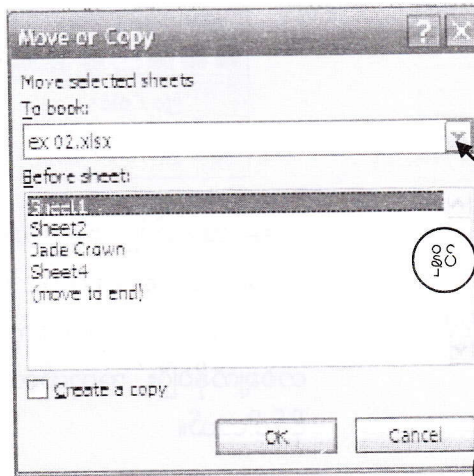 Move or Copy
Move selected sheets
To book:
ex 02.xlsx
Before sheet:
Sheet1
Sheet2
Jade Crown
Sheet4
(move to end)
Create a copy
OK
Cancel